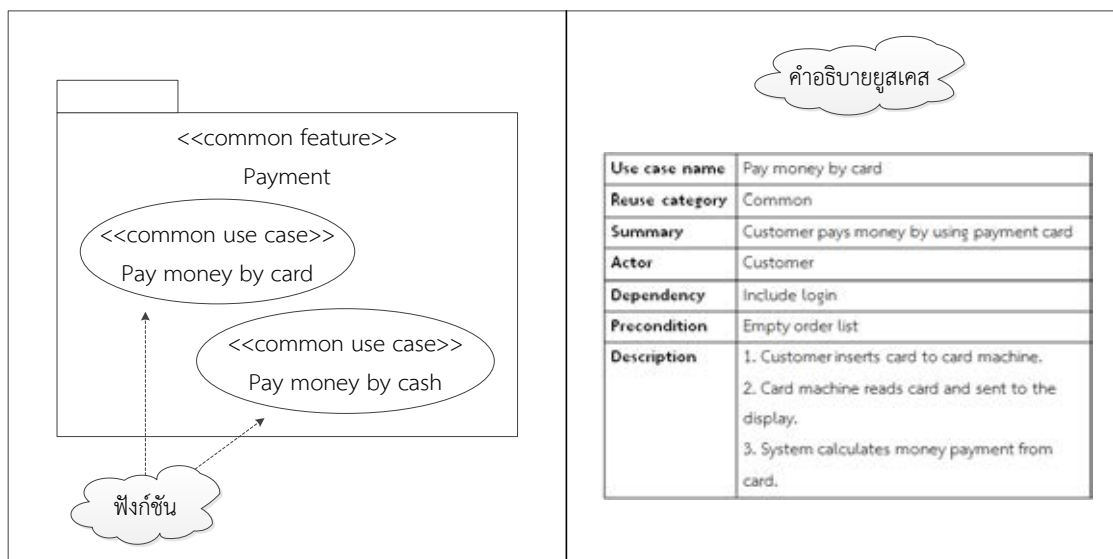 <<common feature>>
Payment
<<common use case>>
Pay money by card
<<common use case>>
Pay money by cash
ฟังก์ชัน
คำอธิบายยูสเคส
Use case name Pay money by card
Reuse category Common
Summary Customer pays money by using payment card
Actor Customer
Dependency Include login
Precondition Empty order list
Description 1. Customer inserts card to card machine.
2. Card machine reads card and sent to the
display.
3. System calculates money payment from
card.